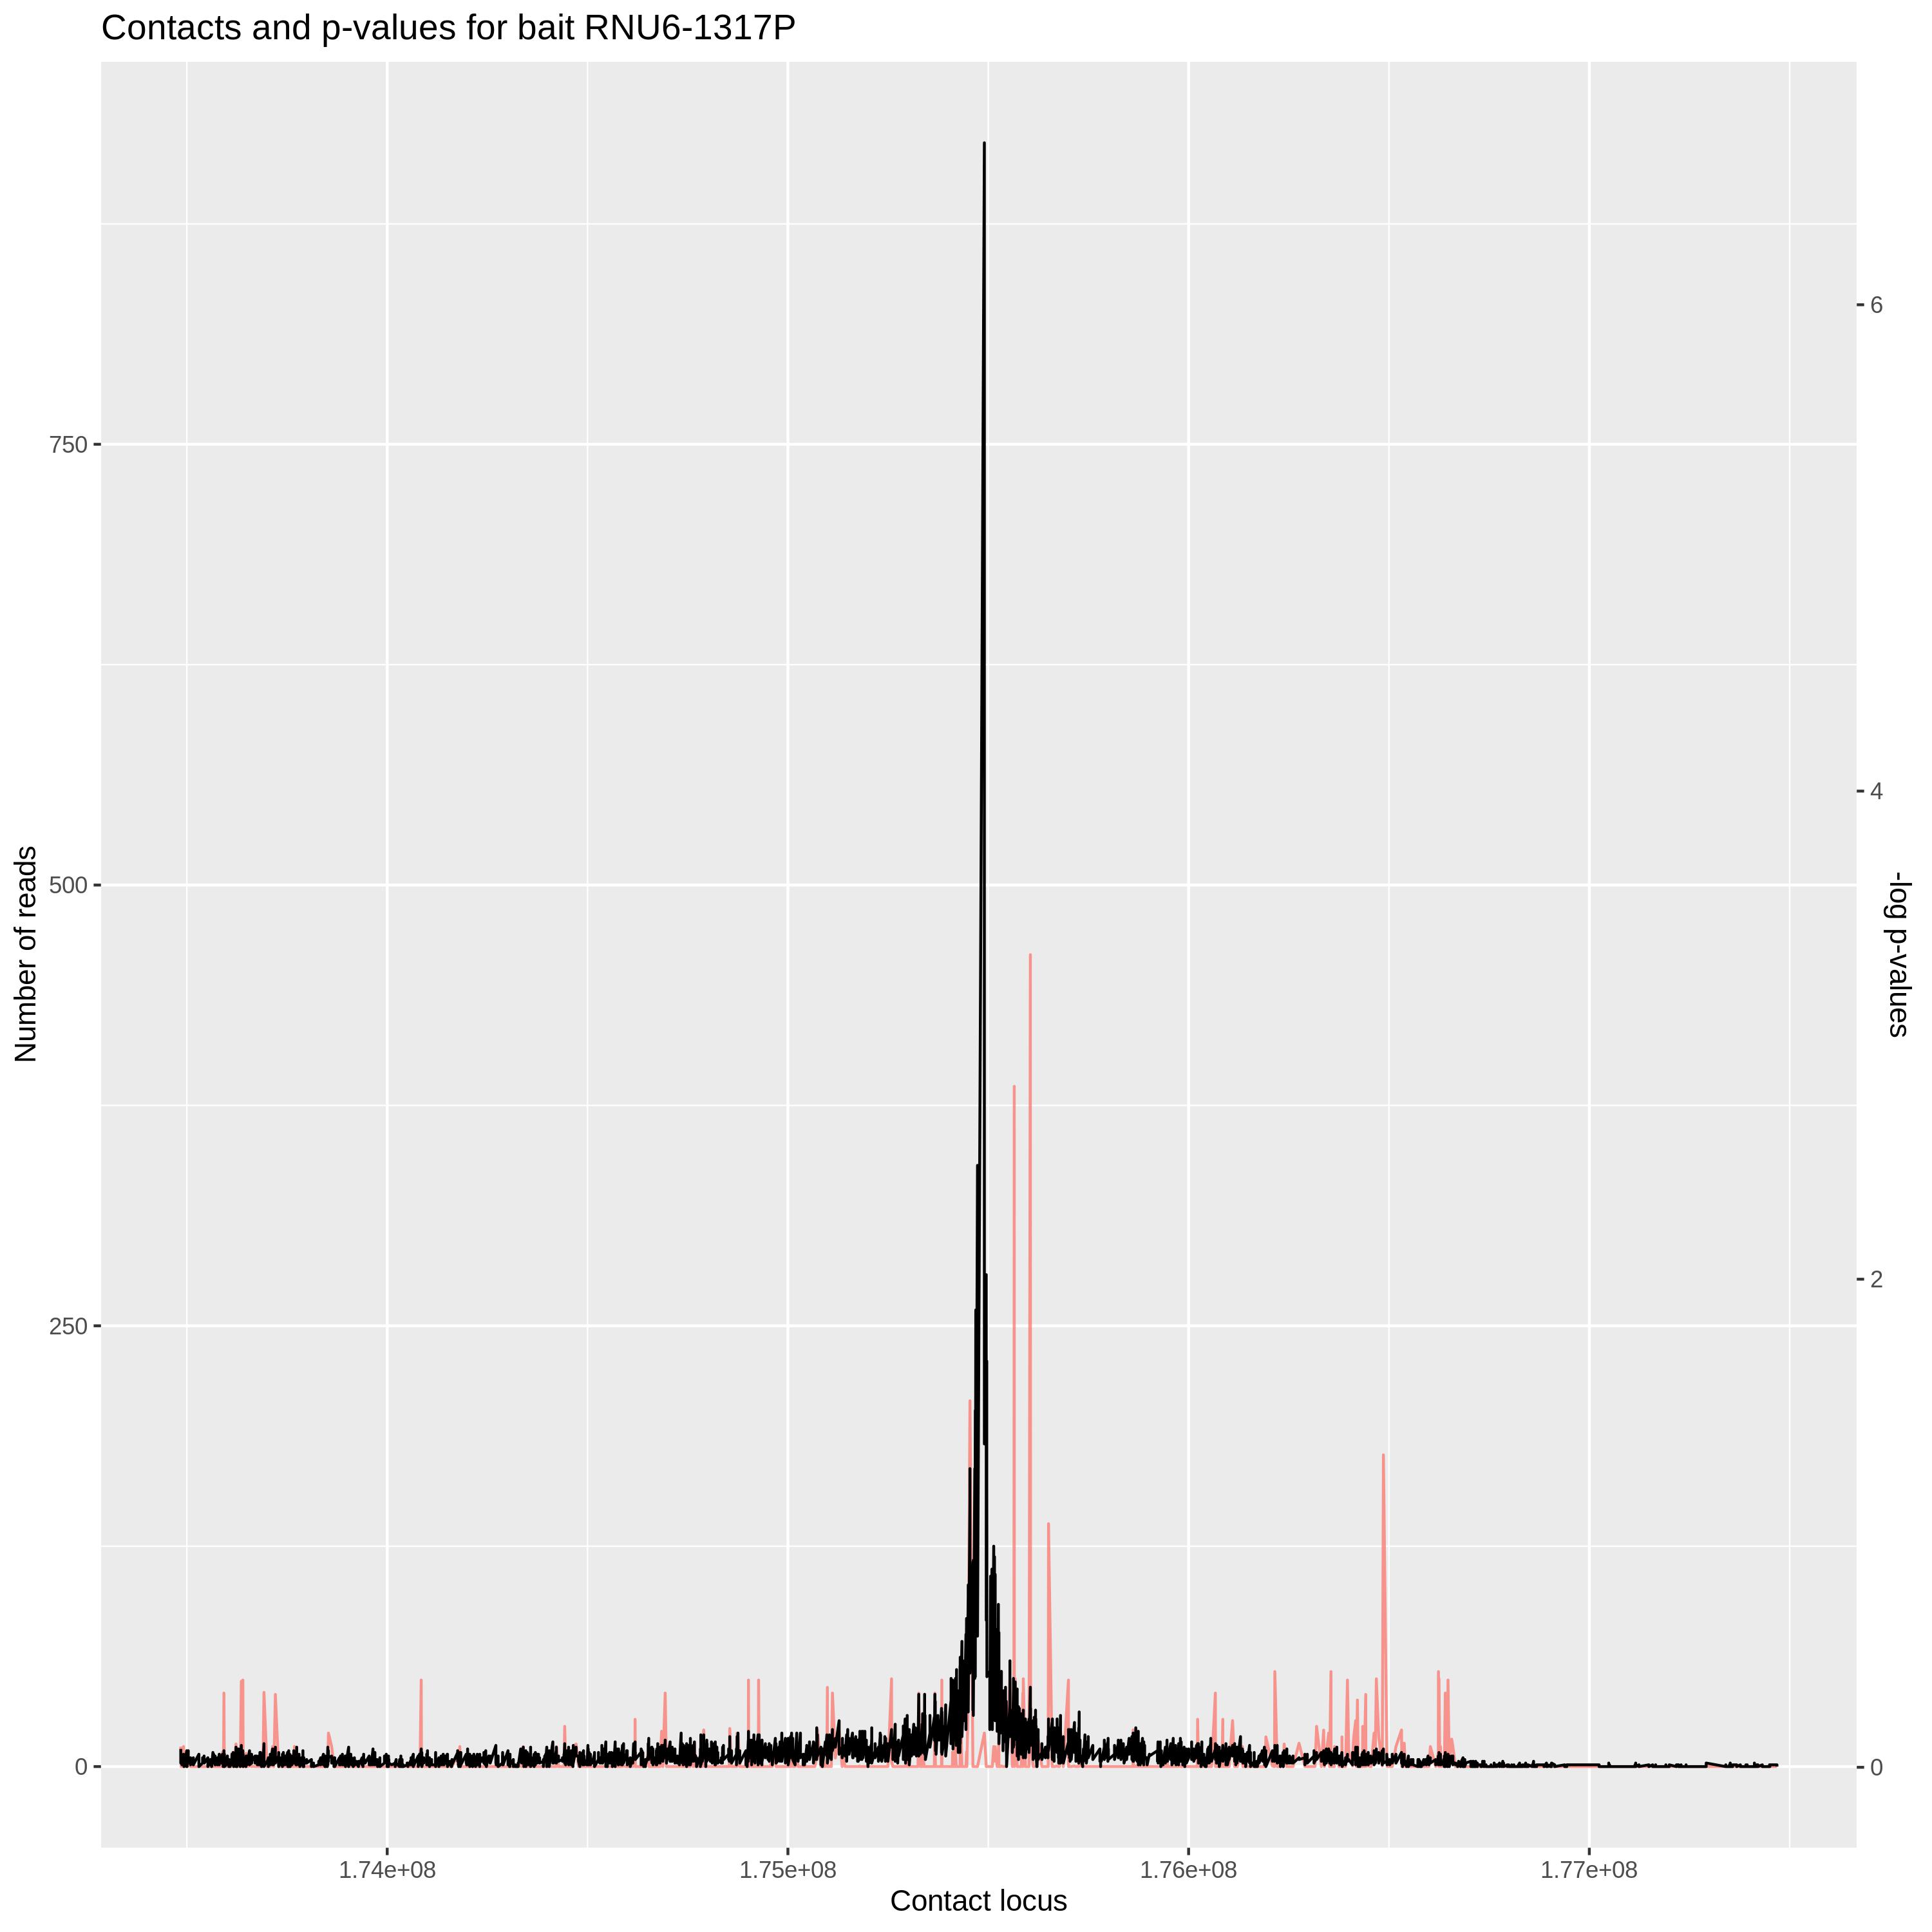 Contacts and p-values for bait RNU6-1317P
Number of reads
750
500
250
0
6
4
2
0
-log p-values
1.74e+08
1.75e+08
1.76e+08
1.77e+08
Contact locus